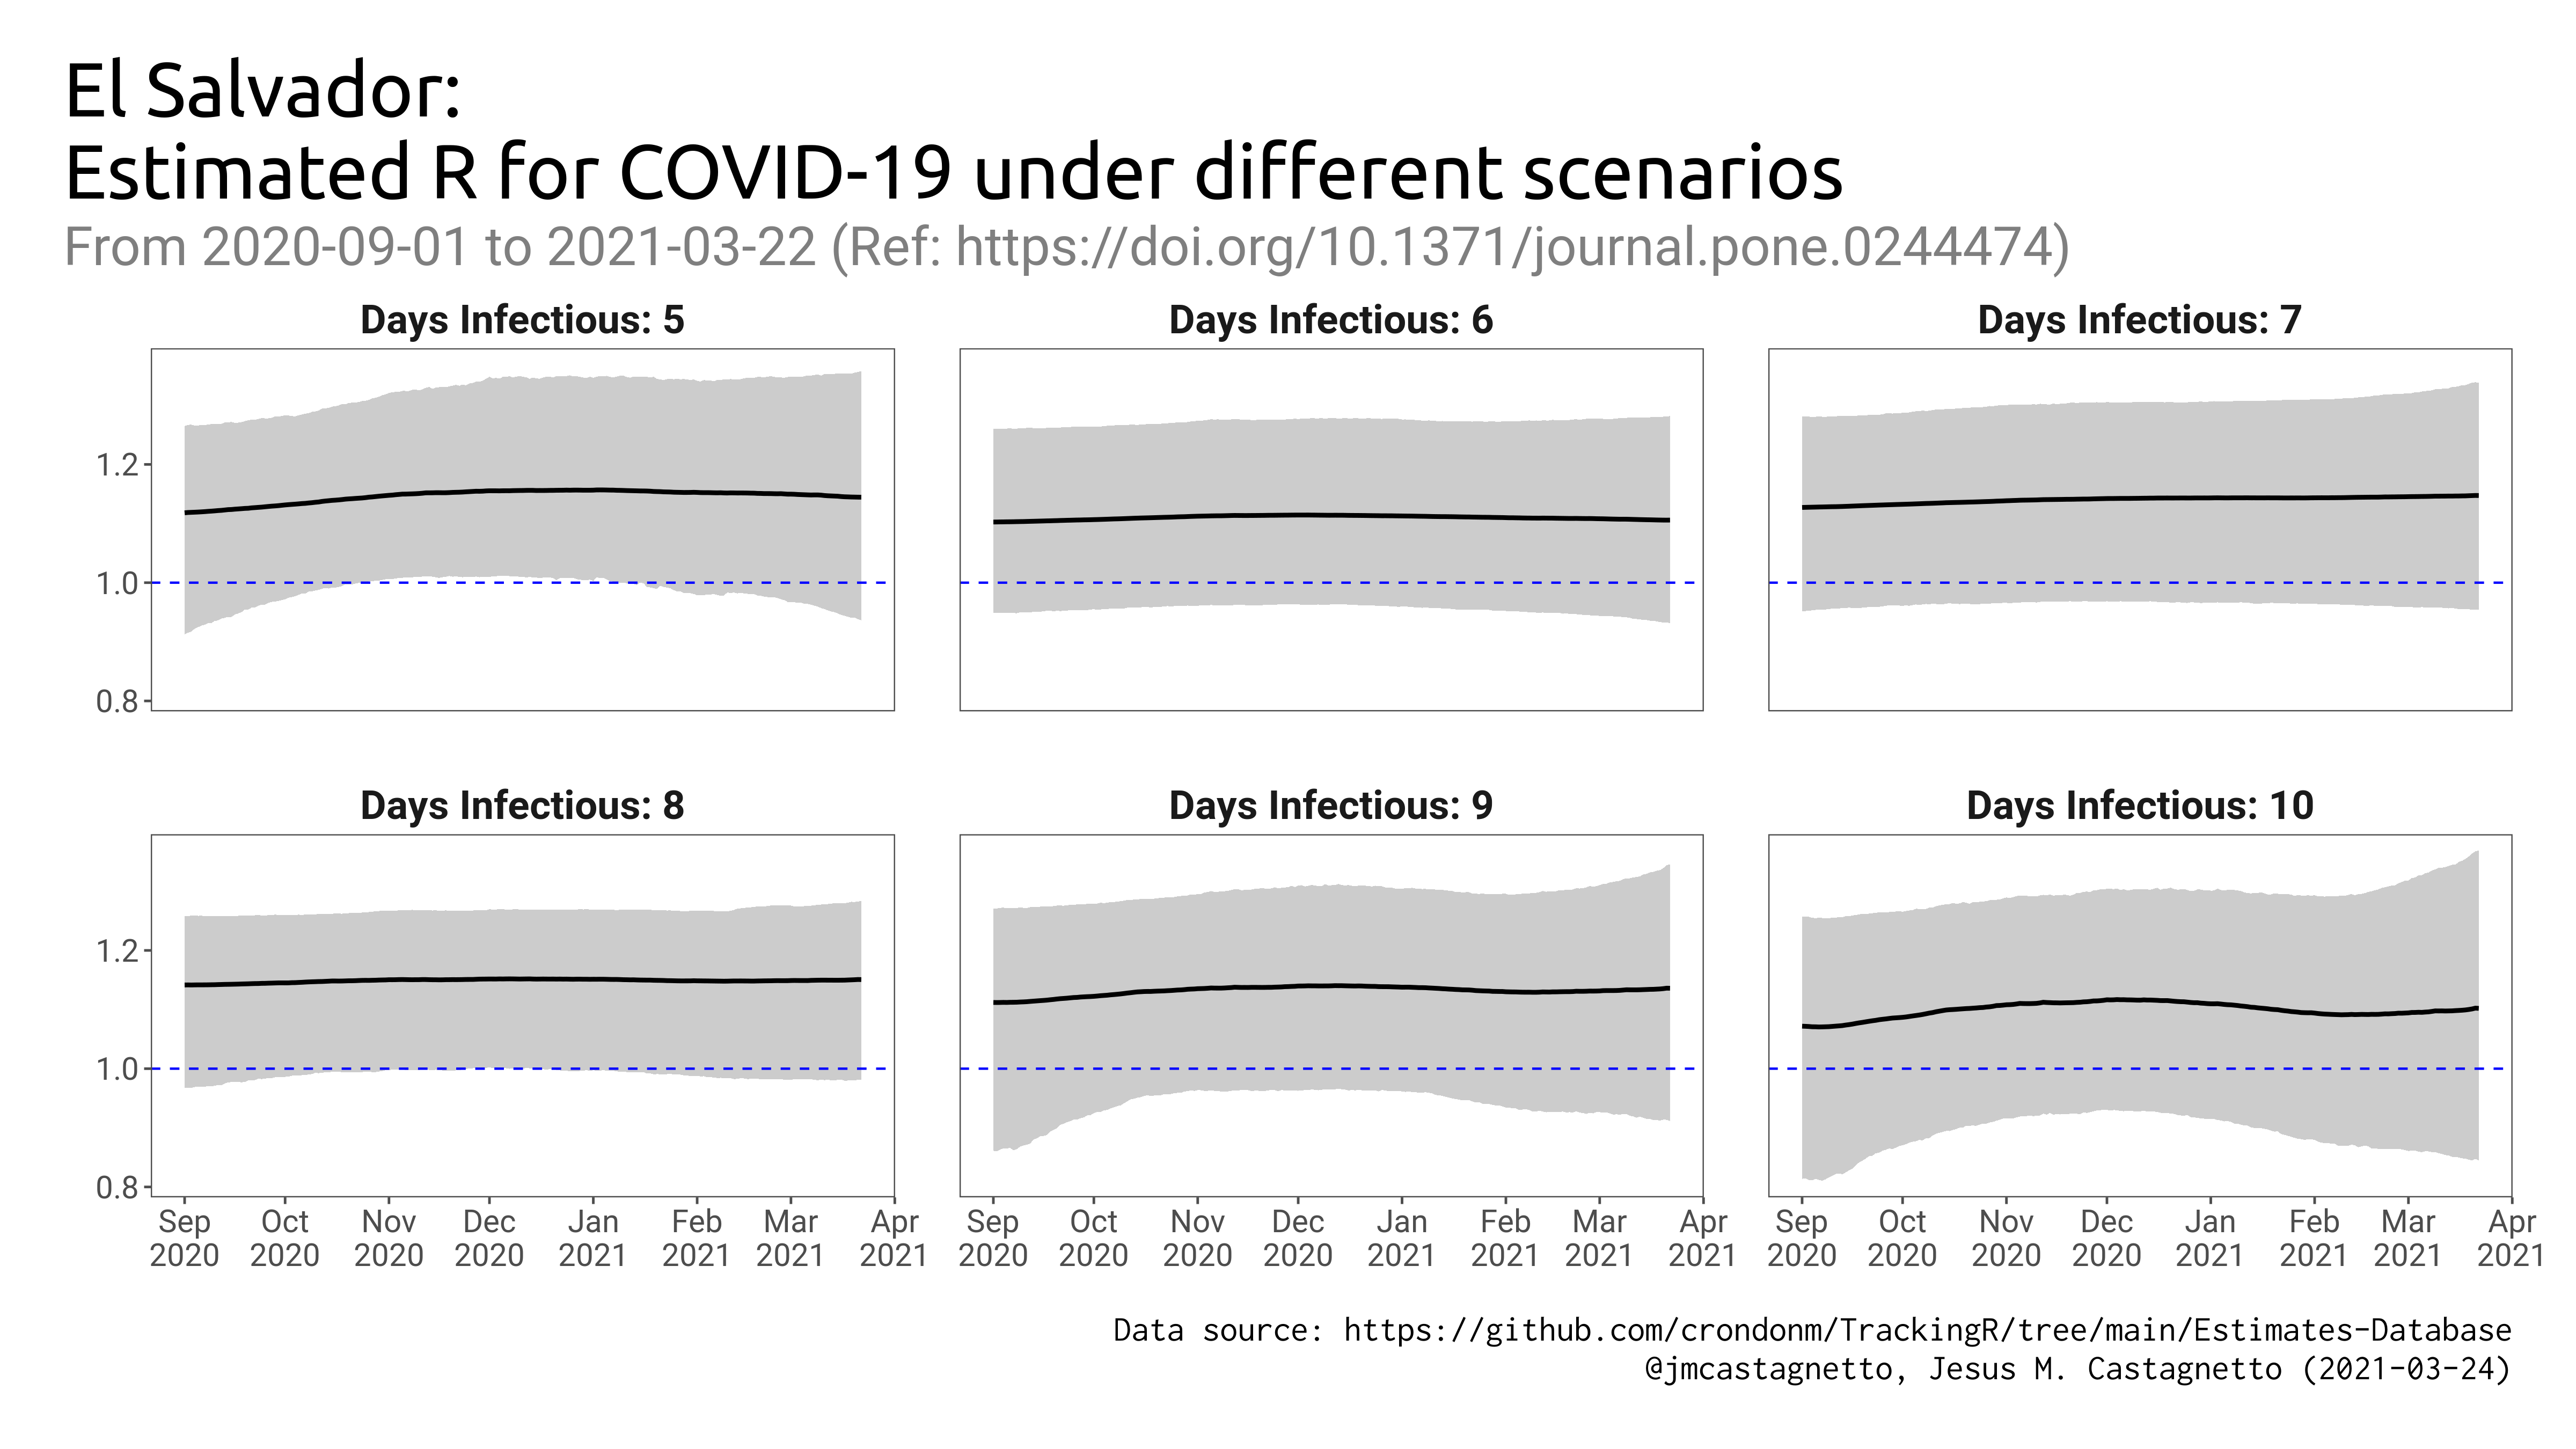 El Salvador:
Estimated R for COVID-19 under different scenarios
From 2020-09-01 to 2021-03-22 (Ref: https://doi.org/10.1371/journal.pone.0244474)
Days Infectious: 5
Days Infectious: 6
Days Infectious: 7
1.2
1.0
0.8
Days Infectious: 8
Days Infectious: 9
Days Infectious: 10
1.2
1.0
0.8
Sep Oct Nov Dec Jan Feb Mar Apr
2020 2020 2020 2020 2021 2021 2021 2021
Sep Oct Nov Dec Jan Feb Mar Apr
2020 2020 2020 2020 2021 2021 2021 2021
Sep Oct Nov Dec Jan Feb Mar Apr
2020 2020 2020 2020 2021 2021 2021 2021
Data source: https://github.com/crondonm/TrackingR/tree/main/Estimates-Database
@jmcastagnetto, Jesus M. Castagnetto (2021-03-24)